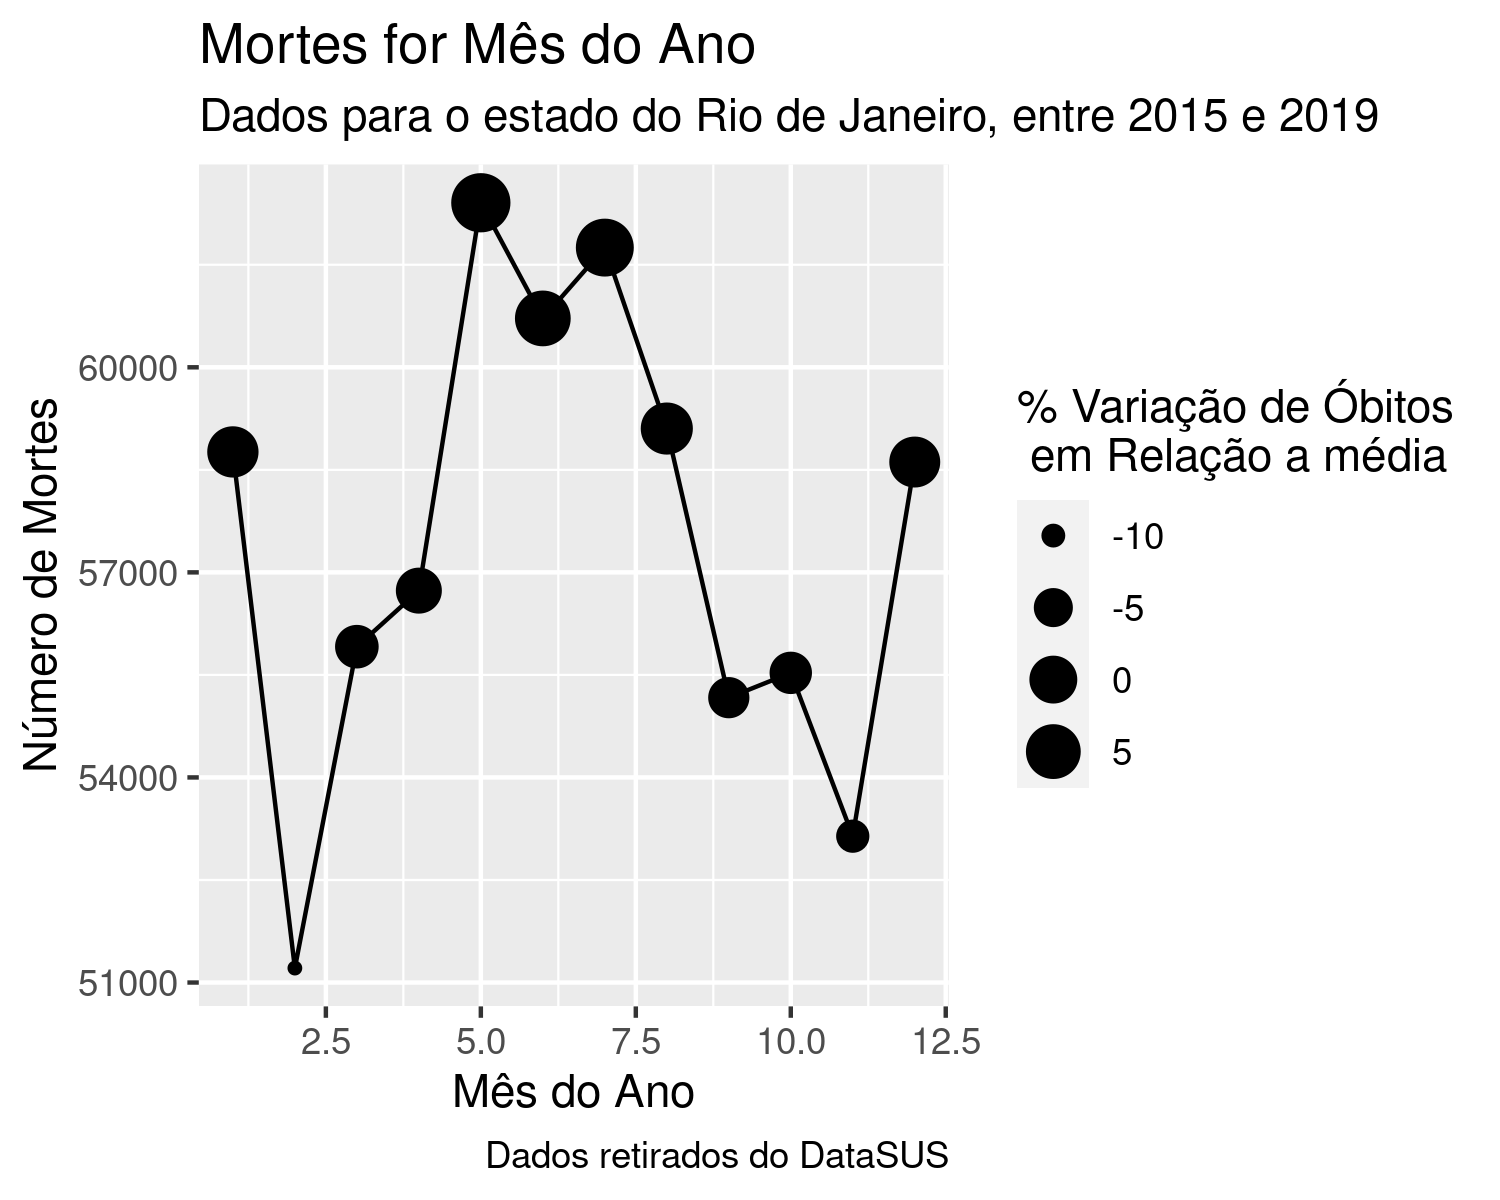 Mortes for Mês do Ano
Dados para o estado do Rio de Janeiro, entre 2015 e 2019
Número de Mortes
60000
57000
54000
51000
2.5 5.0 7.5 10.0 12.5
Mês do Ano
% Variação de Óbitos
em Relação a média
-10
-5
0
5
Dados retirados do DataSUS